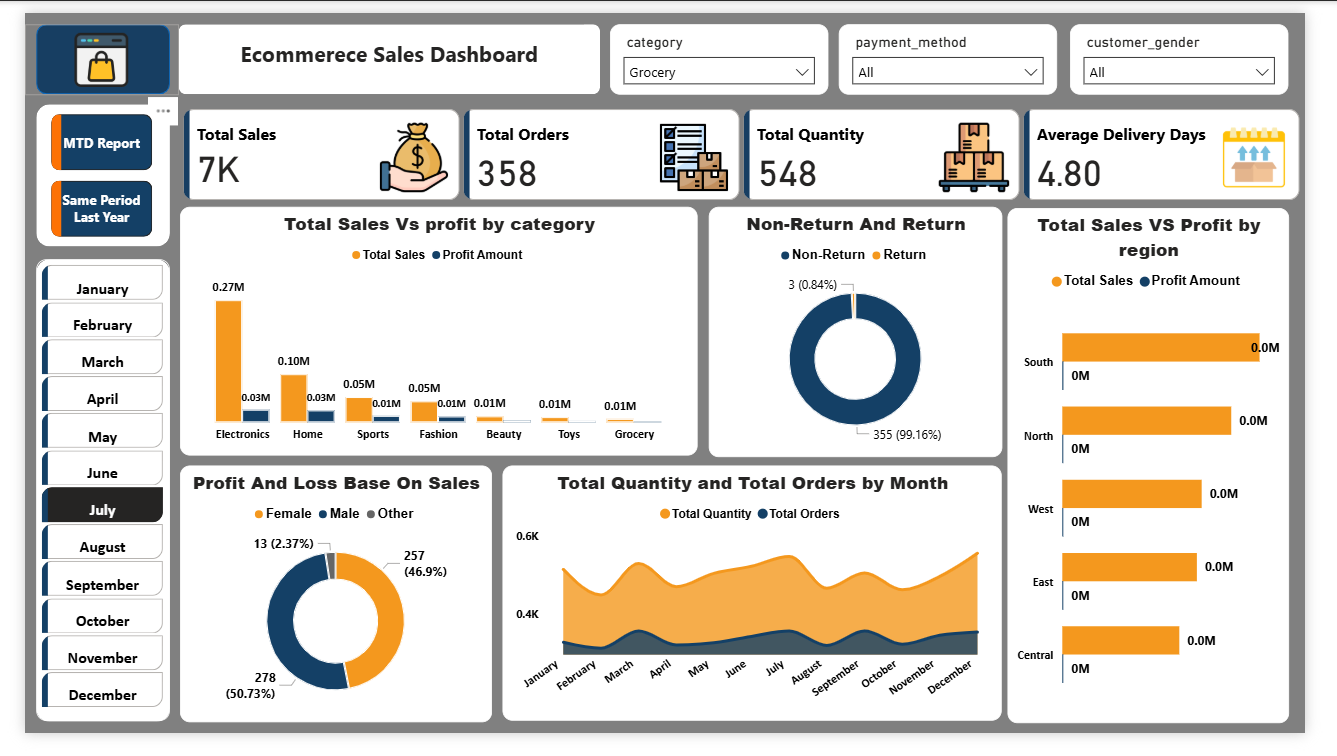 Ecommerece Sales Dashboard
category
Grocery
payment_method
All
customer_gender
All
MTD Report
Same Period
Last Year
January
February
March
April
May
June
July
August
September
October
November
December
Total Sales
7K
Total Orders
358
Total Quantity
548
Average Delivery Days
4.80
Total Sales Vs profit by category
Total Sales Profit Amount
0.27M
0.03M
0.10M
0.03M
0.05M
0.01M
0.05M
0.01M
0.01M
0.01M
0.01M
Electronics Home Sports Fashion Beauty Toys Grocery
Non-Return And Return
Non-Return Return
3 (0.84%)
355 (99.16%)
Total Sales VS Profit by
region
Total Sales Profit Amount
South
0.0M
0M
North
0.0M
0M
West
0.0M
0M
East
0.0M
0M
Central
0.0M
0M
Profit And Loss Base On Sales
Female Male Other
13 (2.37%)
257
(46.9%)
278
(50.73%)
Total Quantity and Total Orders by Month
Total Quantity Total Orders
0.6K
0.4K
January February March April May June July August September October November December